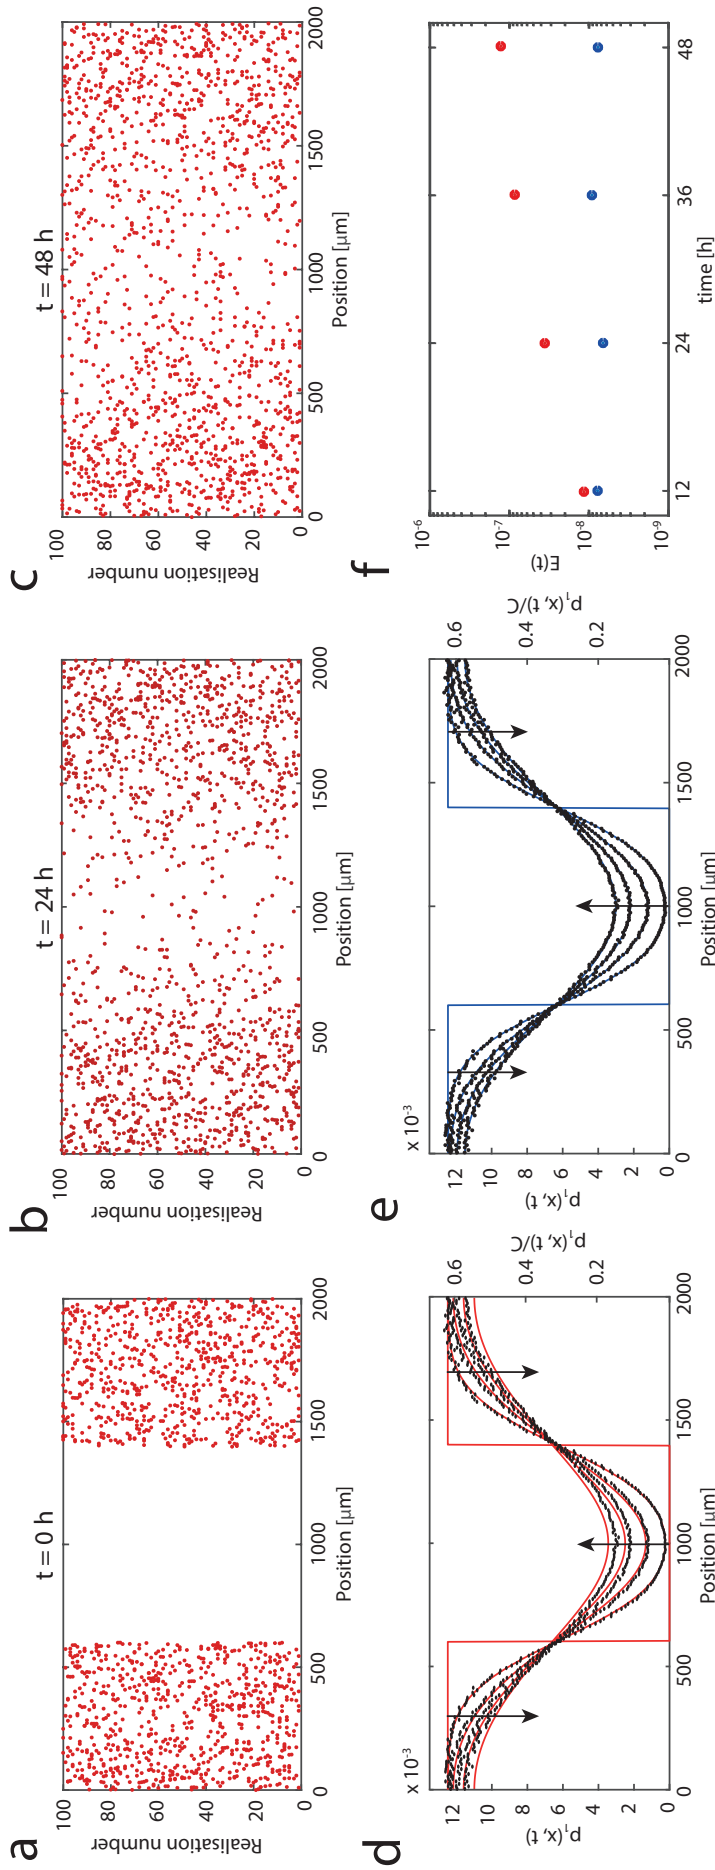 a
t = 0 h
Realisation number
100
80
60
40
20
0
0
500
1000
1500
2000
Position [μm]
b
t = 24 h
Realisation number
100
80
60
40
20
0
0
500
1000
1500
2000
Position [μm]
c
t = 48 h
Realisation number
100
80
60
40
20
0
0
500
1000
1500
2000
Position [μm]
d
x 10⁻³
p₁(x, t)
12
10
8
6
4
2
0
0
500
1000
1500
2000
Position [μm]
0.6
0.4
0.2
p₁(x, t)/C
e
x 10⁻³
p₁(x, t)
12
10
8
6
4
2
0
0
500
1000
1500
2000
Position [μm]
0.6
0.4
0.2
p₁(x, t)/C
f
E(t)
10⁻⁶
10⁻⁷
10⁻⁸
10⁻⁹
12
24
36
48
time [h]